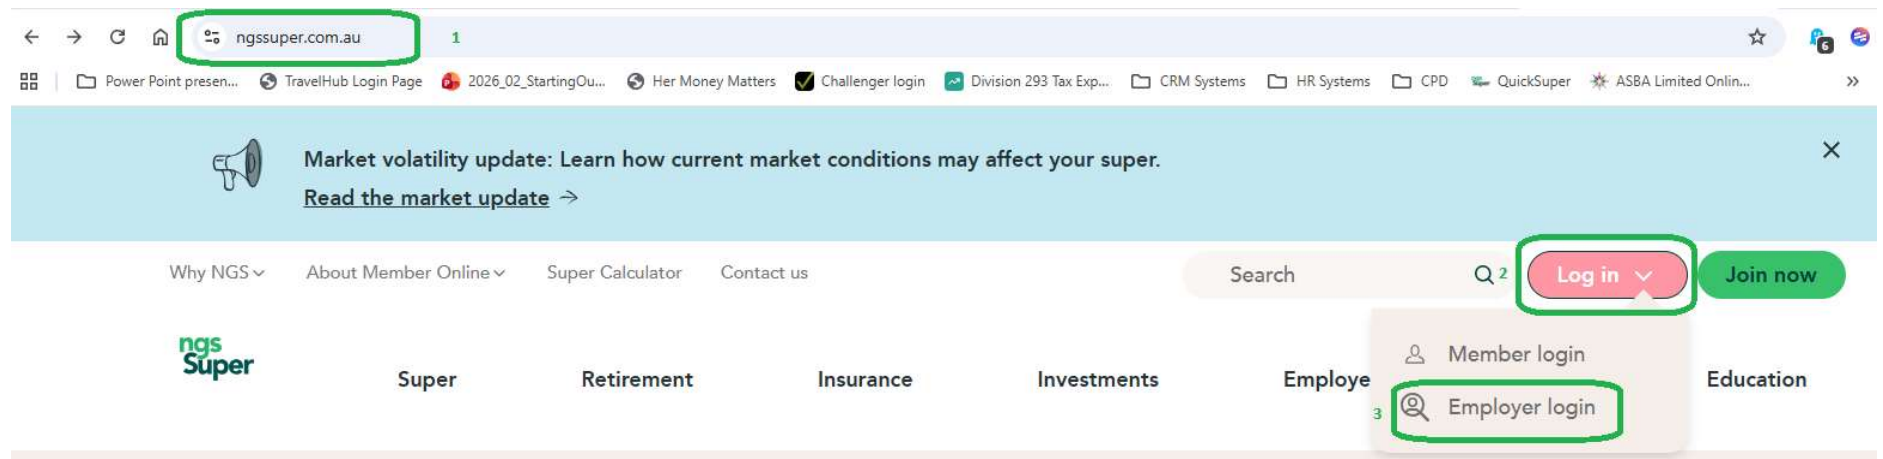 ngssuper.com.au
1
Power Point presen... TravelHub Login Page 2026_02_StartingOu... Her Money Matters Challenger login Division 293 Tax Exp... CRM Systems HR Systems CPD QuickSuper ASBA Limited Onlin... »
6
Market volatility update: Learn how current market conditions may affect your super.
Read the market update →
Why NGS About Member Online Super Calculator Contact us Search 2 Log in Join now
ngs
Super
Super Retirement Insurance Investments Employe Education
Member login
3 Employer login